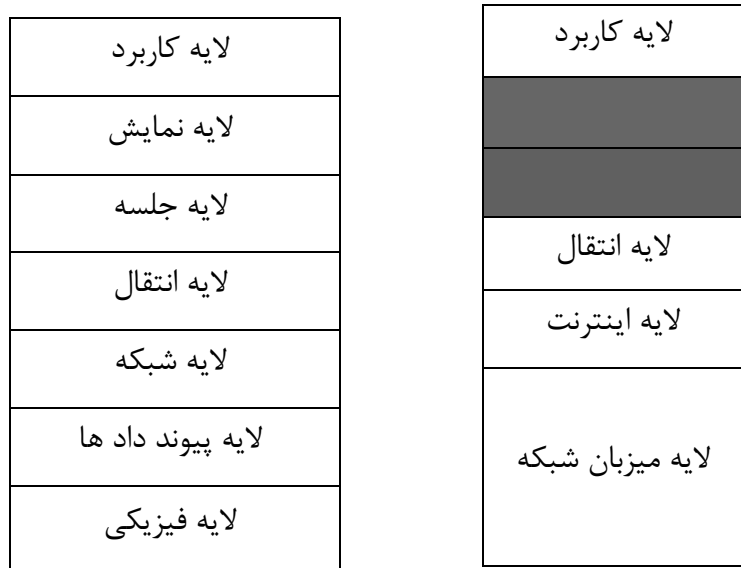 لایه کاربرد
لایه نمایش
لایه جلسه
لایه انتقال
لایه شبکه
لایه پیوند داد ها
لایه فیزیکی
لایه کاربرد
لایه انتقال
لایه اینترنت
لایه میزبان شبکه